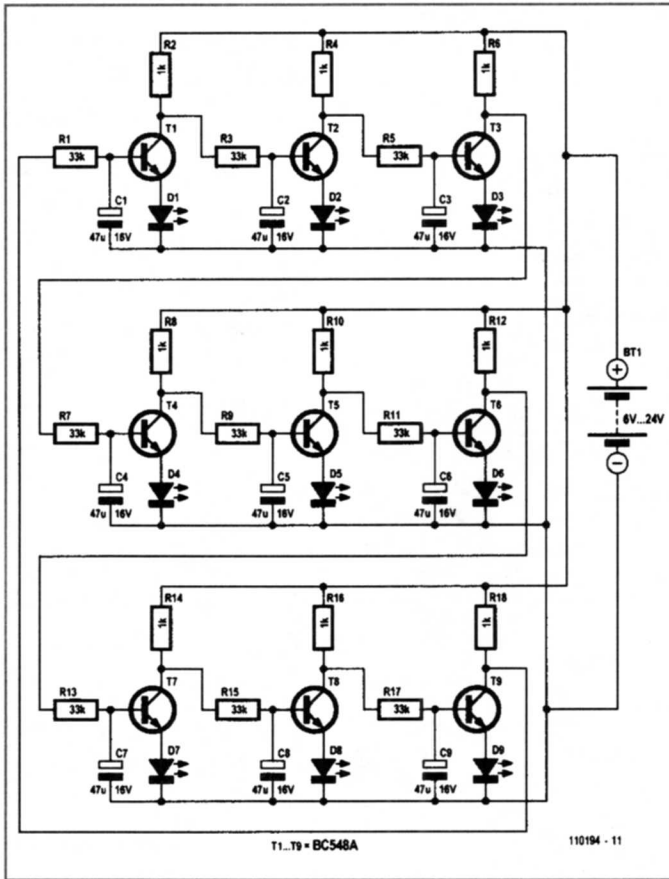 R2 R4 R6
1k 1k 1k
T1 T2 T3
R1 R3 R5
33k 33k 33k
C1 D1 C2 D2 C3 D3
47u 16V 47u 16V 47u 16V
R8 R10 R12
1k 1k 1k
BT1
T4 T5 T6
R7 R9 R11
33k 33k 33k
6V...24V
C4 D4 C5 D5 C6 D6
47u 16V 47u 16V 47u 16V
R14 R16 R18
1k 1k 1k
T7 T8 T9
R13 R15 R17
33k 33k 33k
C7 D7 C8 D8 C9 D9
47u 16V 47u 16V 47u 16V
T1...T9 = BC548A
110194 - 11